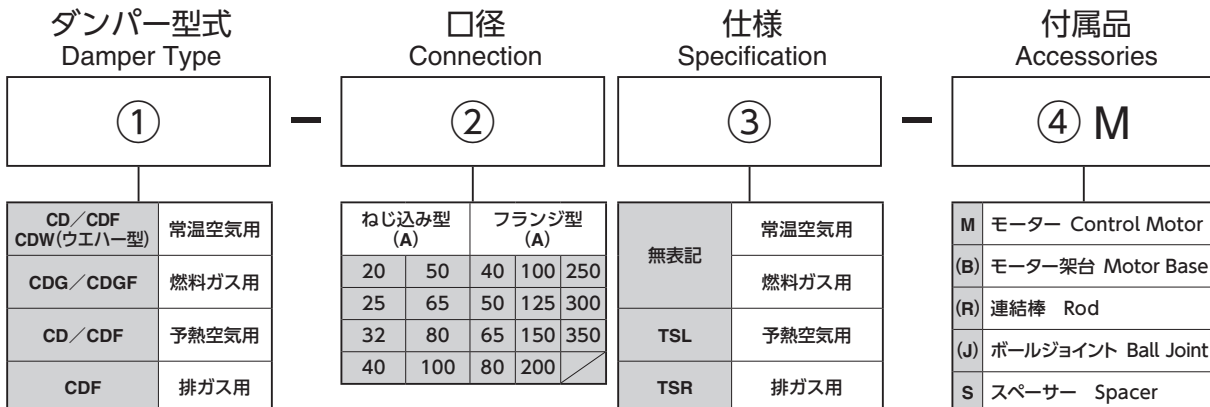 ダンパー型式
Damper Type
① 
CD／CDF
CDW(ウエハー型)
常温空気用
CDG／CDGF
燃料ガス用
CD／CDF
予熱空気用
CDF
排ガス用
口径
Connection
②
ねじ込み型
(A)
フランジ型
(A)
20 50 40 100 250
25 65 50 125 300
32 80 65 150 350
40 100 80 200
仕様
Specification
③
無表記
常温空気用
燃料ガス用
TSL
予熱空気用
TSR
排ガス用
付属品
Accessories
④ M
M モーター Control Motor
(B) モーター架台 Motor Base
(R) 連結棒 Rod
(J) ボールジョイント Ball Joint
S スペーサー Spacer